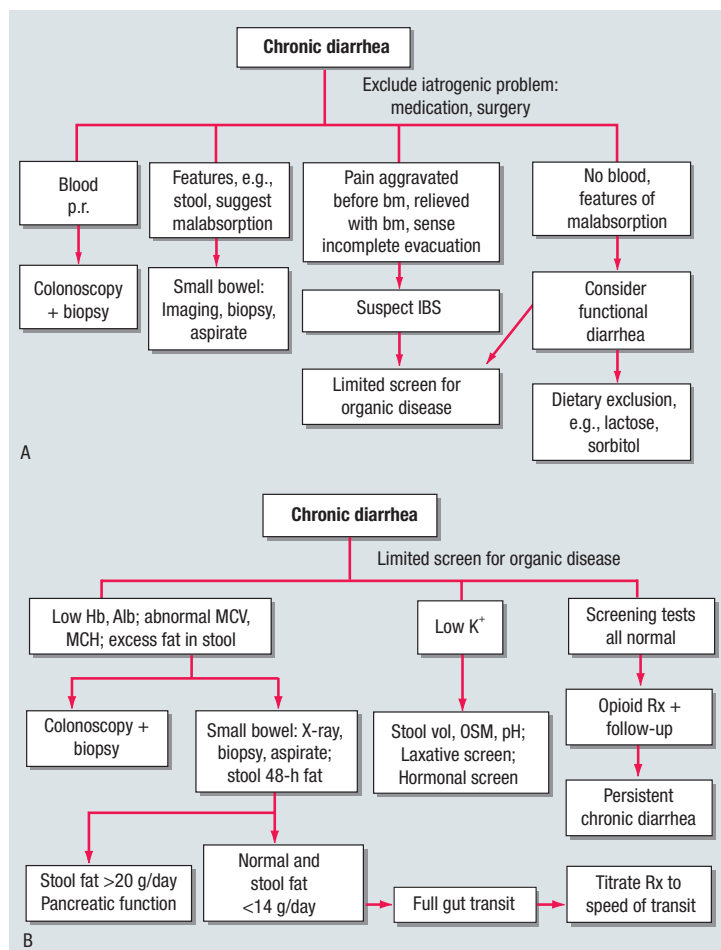 Chronic diarrhea
Exclude iatrogenic problem:
medication, surgery
Blood
p.r.
Features, e.g.,
stool, suggest
malabsorption
Pain aggravated
before bm, relieved
with bm, sense
incomplete evacuation
No blood,
features of
malabsorption
Colonoscopy
+ biopsy
Small bowel:
Imaging, biopsy,
aspirate
Suspect IBS
Consider
functional
diarrhea
Limited screen for
organic disease
Dietary exclusion,
e.g., lactose,
sorbitol
A
Chronic diarrhea
Limited screen for organic disease
Low Hb, Alb; abnormal MCV,
MCH; excess fat in stool
Low K⁺
Screening tests
all normal
Colonoscopy +
biopsy
Small bowel: X-ray,
biopsy, aspirate;
stool 48-h fat
Stool vol, OSM, pH;
Laxative screen;
Hormonal screen
Opioid Rx +
follow-up
Persistent
chronic diarrhea
Stool fat >20 g/day
Pancreatic function
Normal and
stool fat
<14 g/day
Full gut transit
Titrate Rx to
speed of transit
B